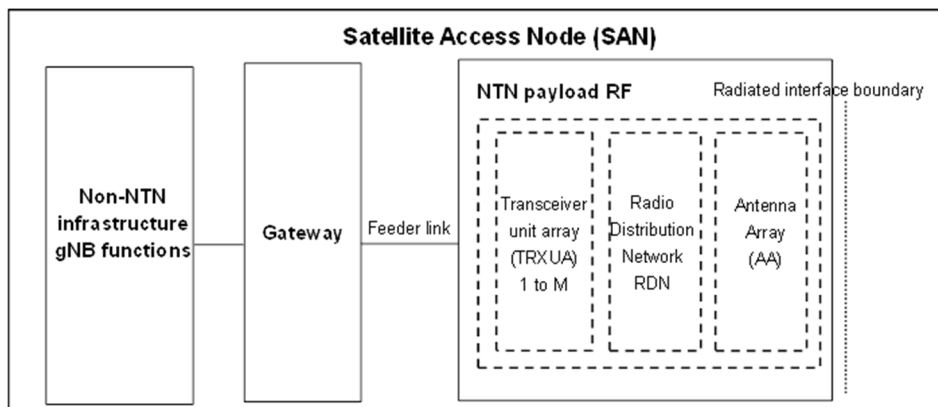 Satellite Access Node (SAN)
NTN payload RF
Radiated interface boundary
Non-NTN
infrastructure
gNB functions
Gateway
Feeder link
Transceiver
unit array
(TRXUA)
1 to M
Radio
Distribution
Network
RDN
Antenna
Array
(AA)